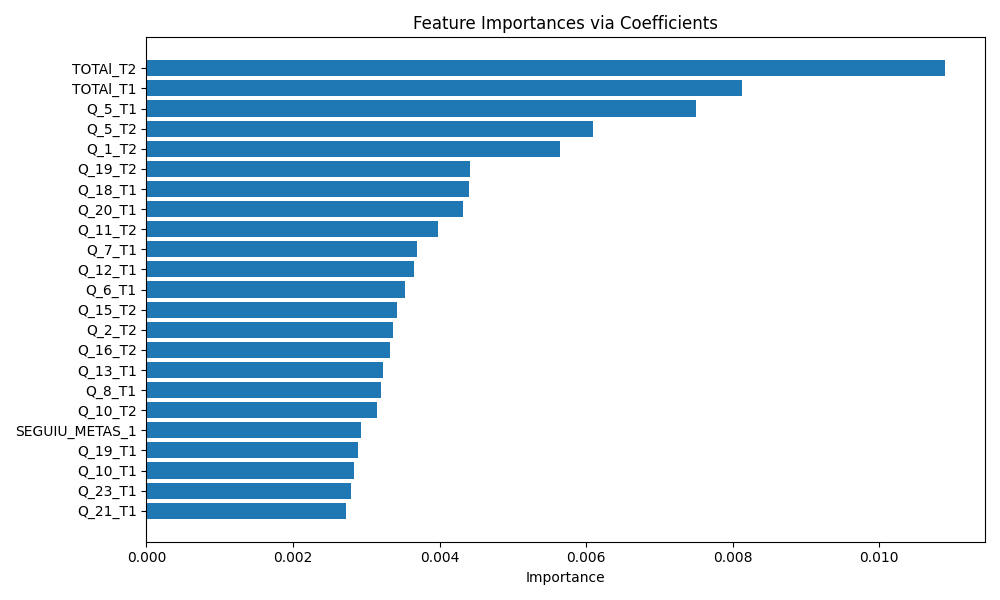 Feature Importances via Coefficients
TOTAl_T2
TOTAl_T1
Q_5_T1
Q_5_T2
Q_1_T2
Q_19_T2
Q_18_T1
Q_20_T1
Q_11_T2
Q_7_T1
Q_12_T1
Q_6_T1
Q_15_T2
Q_2_T2
Q_16_T2
Q_13_T1
Q_8_T1
Q_10_T2
SEGUIU_METAS_1
Q_19_T1
Q_10_T1
Q_23_T1
Q_21_T1
0.000 0.002 0.004 0.006 0.008 0.010
Importance